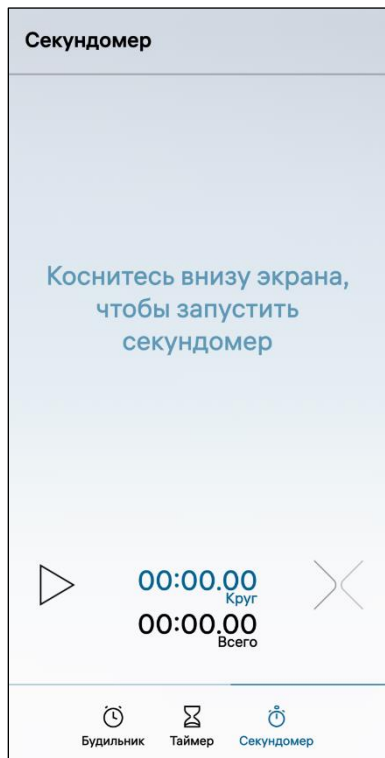 Секундомер
Коснитесь внизу экрана,
чтобы запустить
секундомер
00:00.00
Круг
00:00.00
Всего
Будильник Таймер Секундомер